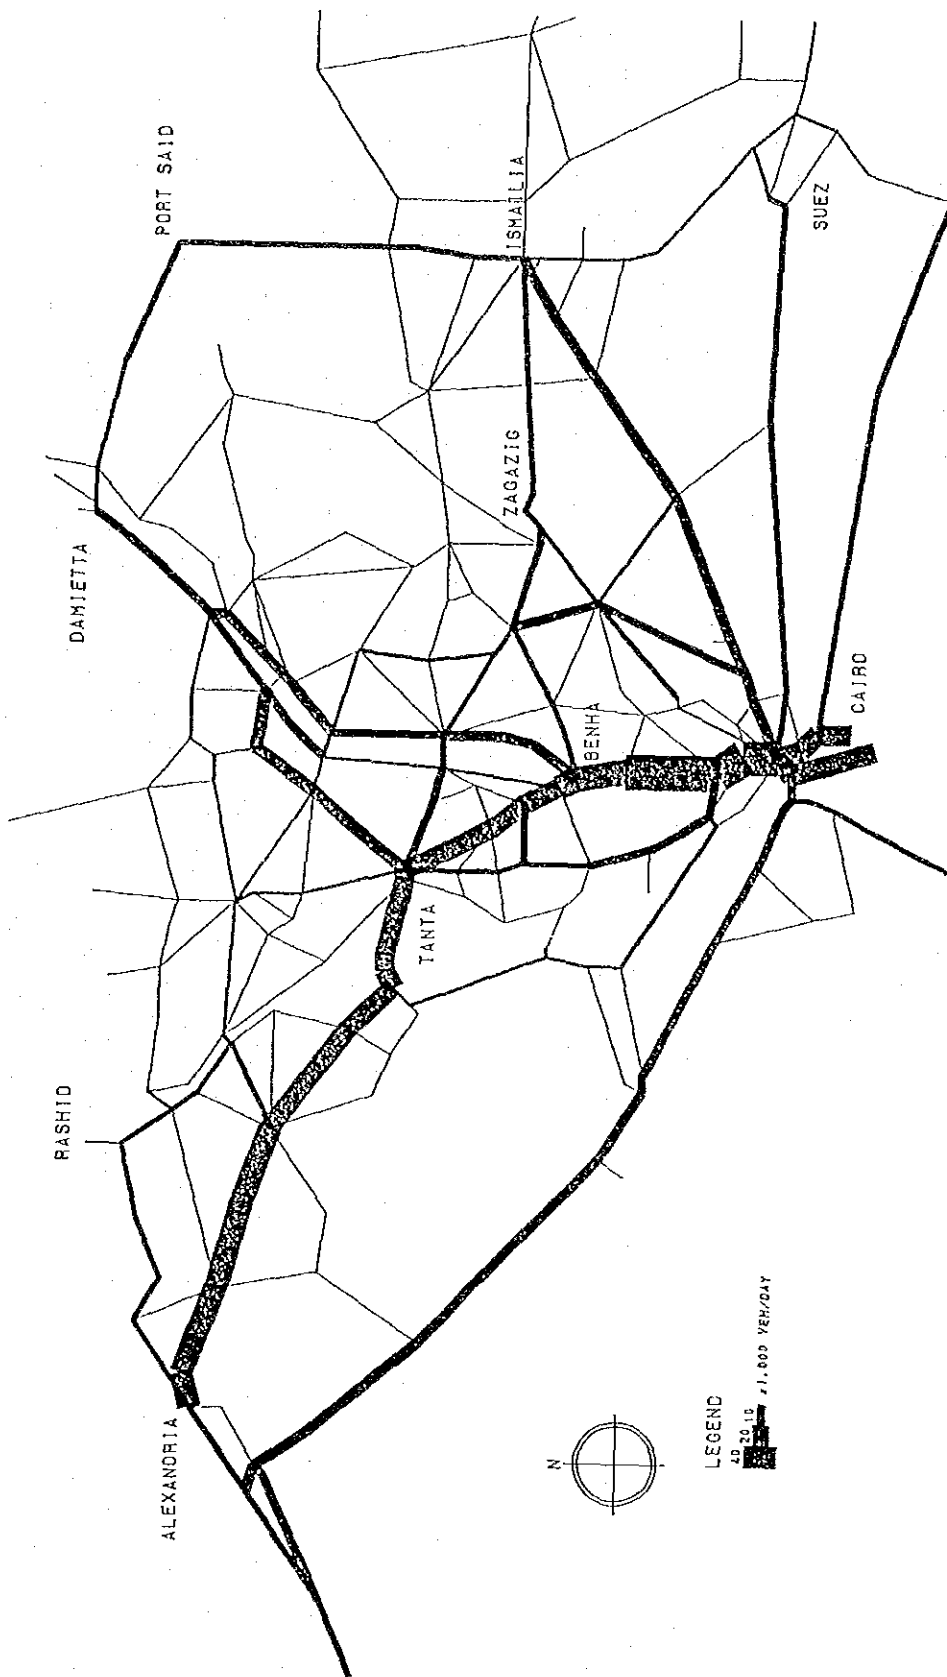 PORT SAID
DAMIETTA
ISMAILIA
SUEZ
ZAGAZIG
RASHID
BENHA
CAIRO
TANTA
ALEXANDRIA
N
LEGEND
40 20 10
x1.000 VEH/DAY